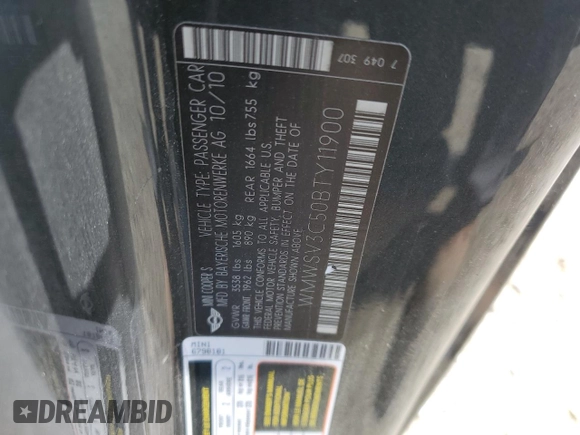 MINI COOPER S VEHICLE TYPE: PASSENGER CAR
MFD BY BAYERISCHE MOTORENWERKE AG 10/10
GVWR 3538 lbs 1605 kg
GAWR FRONT 1962 lbs 890 kg REAR 1664 lbs 755 kg
THIS VEHICLE CONFORMS TO ALL APPLICABLE U.S.
FEDERAL MOTOR VEHICLE SAFETY, BUMPER AND THEFT
PREVENTION STANDARDS IN EFFECT ON THE DATE OF
MANUFACTURE SHOWN ABOVE.
WMWSV3C50BTY11900
7 049 307
MINI
6798101
DREAMBID